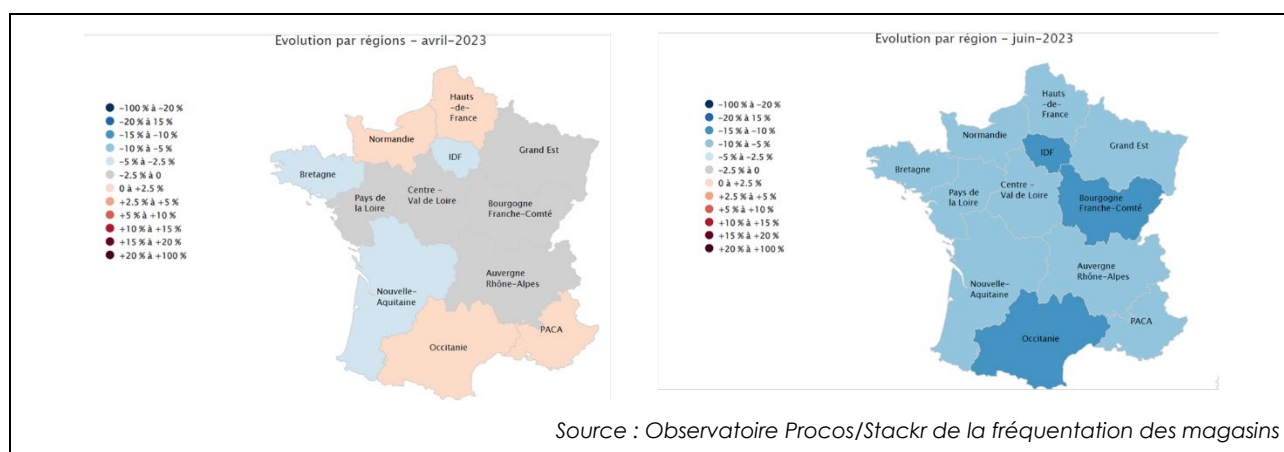 Evolution par régions - avril-2023
-100 % à -20 %
-20 % à 15 %
-15 % à -10 %
-10 % à -5 %
-5 % à -2.5 %
-2.5 % à 0
0 à +2.5 %
+2.5 % à +5 %
+5 % à +10 %
+10 % à +15 %
+15 % à +20 %
+20 % à +100 %
Hauts
-de-
France
Normandie
IDF
Grand Est
Bretagne
Pays de
la Loire
Centre -
Val de Loire
Bourgogne
Franche-Comté
Nouvelle-
Aquitaine
Auvergne
Rhône-Alpes
Occitanie
PACA
Evolution par région - juin-2023
-100 % à -20 %
-20 % à 15 %
-15 % à -10 %
-10 % à -5 %
-5 % à -2.5 %
-2.5 % à 0
0 à +2.5 %
+2.5 % à +5 %
+5 % à +10 %
+10 % à +15 %
+15 % à +20 %
+20 % à +100 %
Hauts
-de-
France
Normandie
IDF
Grand Est
Bretagne
Pays de
la Loire
Centre -
Val de Loire
Bourgogne
Franche-Comté
Nouvelle-
Aquitaine
Auvergne
Rhône-Alpes
Occitanie
PACA
Source : Observatoire Procos/Stackr de la fréquentation des magasins